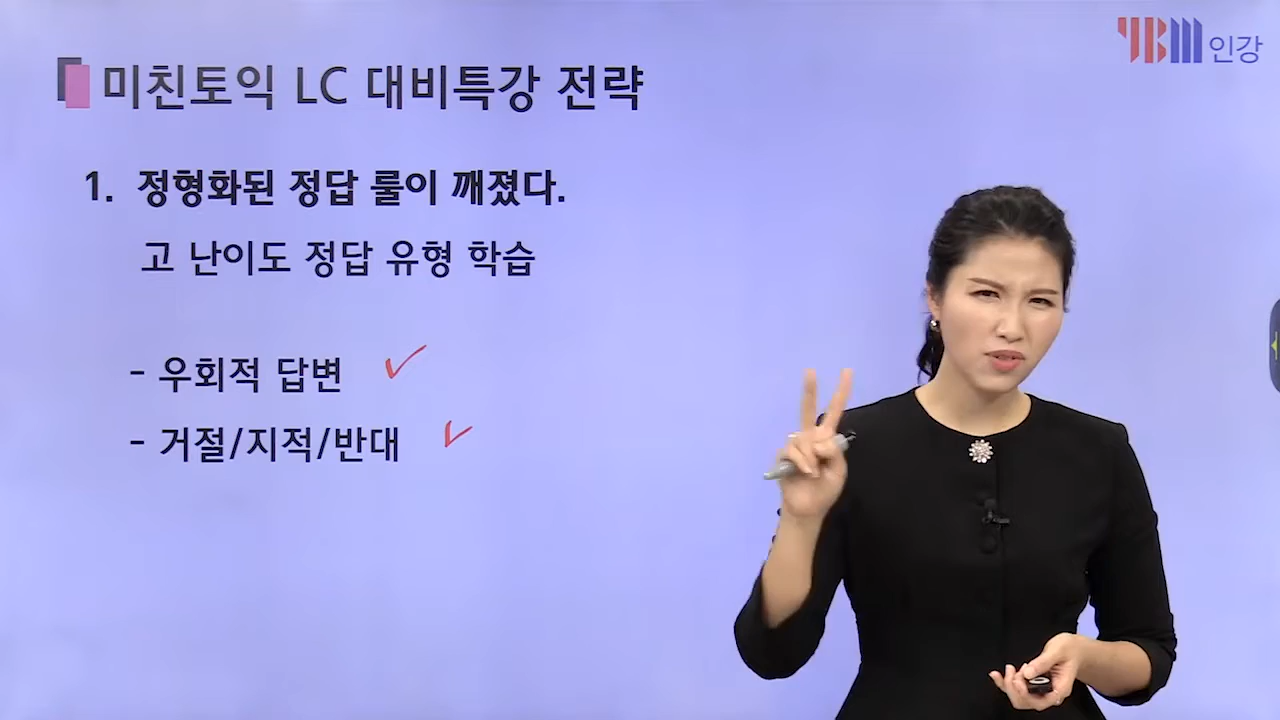 YBM 인강
미친토익 LC 대비특강 전략
1. 정형화된 정답 룰이 깨졌다.
고 난이도 정답 유형 학습
- 우회적 답변
- 거절/지적/반대